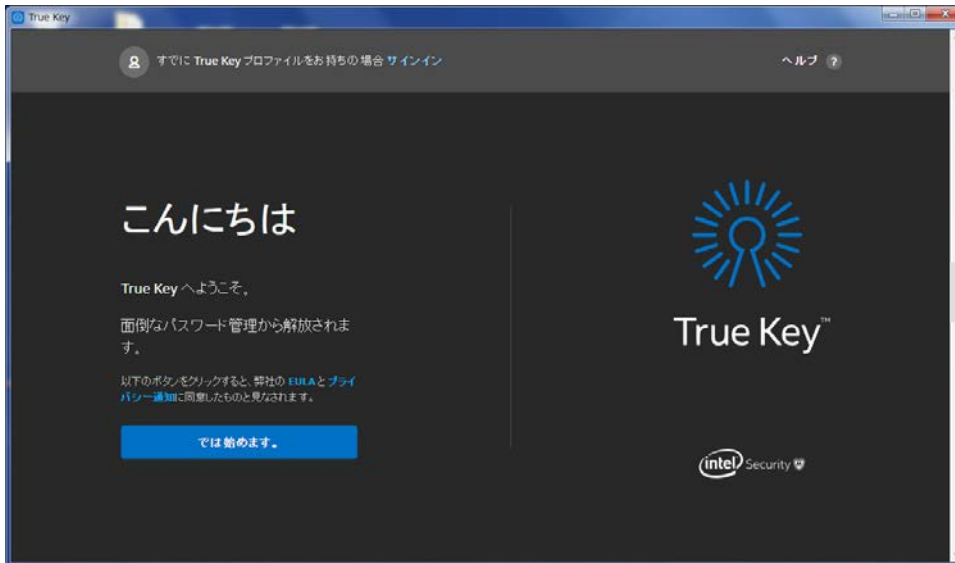 True Key
すでに True Key プロファイルをお持ちの場合 サインイン
ヘルプ ?
こんにちは
True Key へようこそ。
面倒なパスワード管理から解放されま
す。
以下のボタンをクリックすると、弊社の EULA と プライ
バシー通知に同意したものと見なされます。
では始めます。
True Key™
intel Security